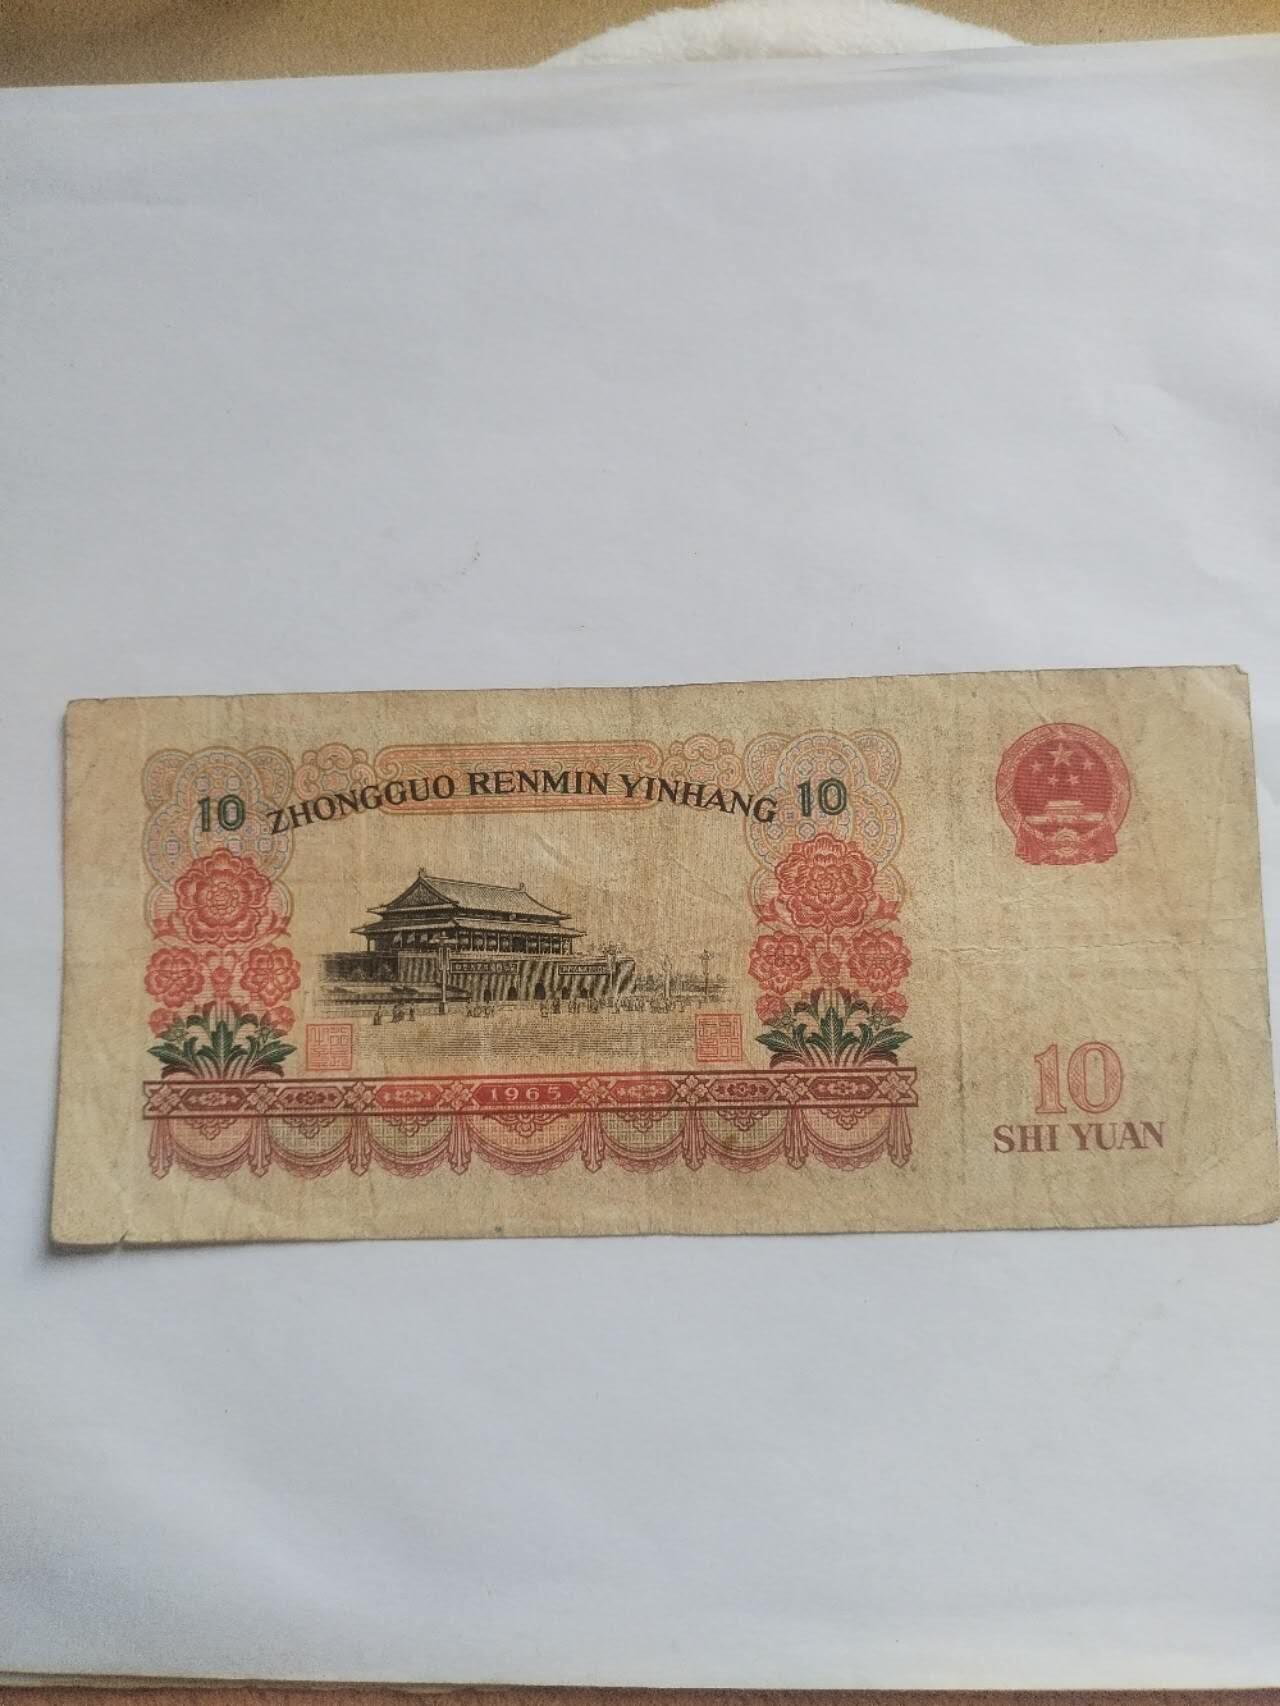 10 ZHONGGUO RENMIN YINHANG 10
1965
10
SHI YUAN